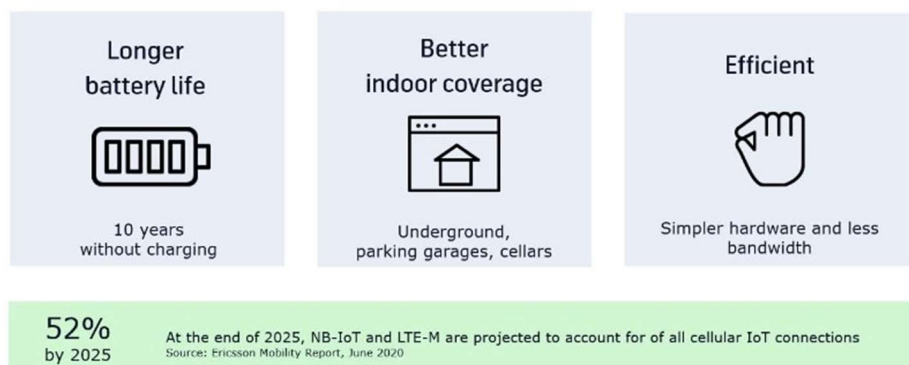 Longer
battery life
10 years
without charging
Better
indoor coverage
Underground,
parking garages, cellars
Efficient
Simpler hardware and less
bandwidth
52%
by 2025
At the end of 2025, NB-IoT and LTE-M are projected to account for of all cellular IoT connections
Source: Ericsson Mobility Report, June 2020